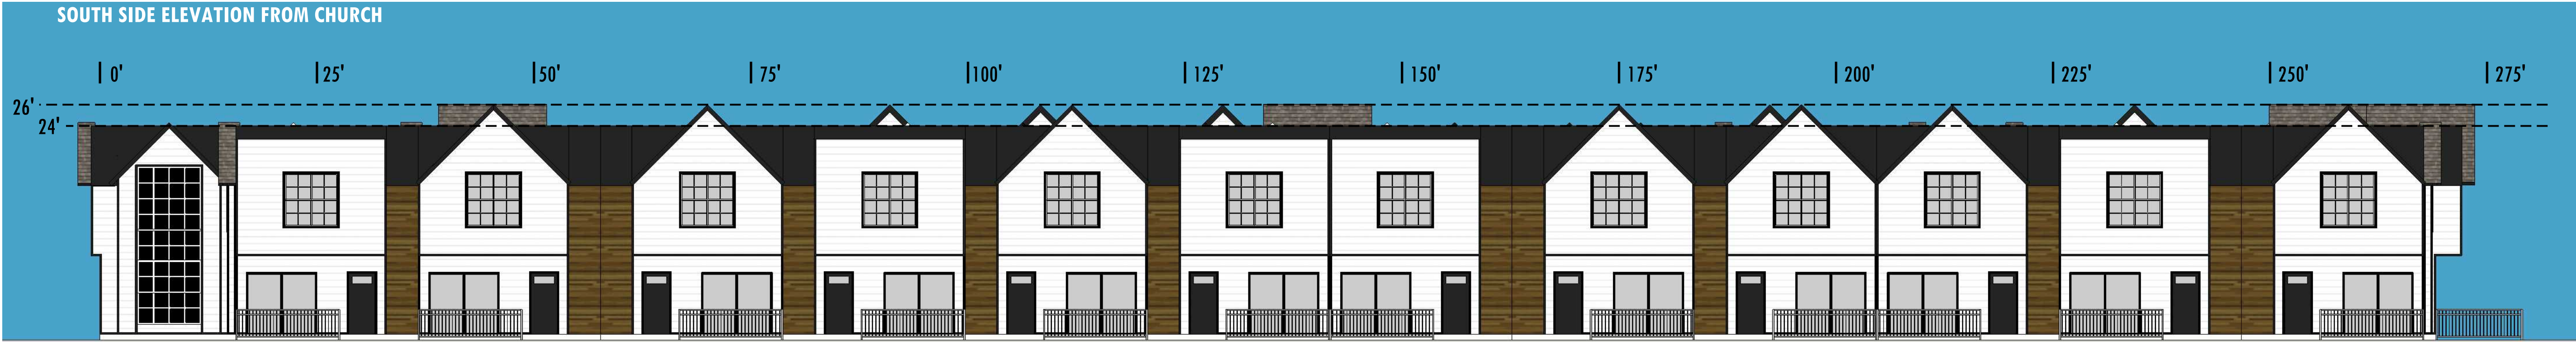 SOUTH SIDE ELEVATION FROM CHURCH
0' 25' 50' 75' 100' 125' 150' 175' 200' 225' 250' 275'
26'
24'